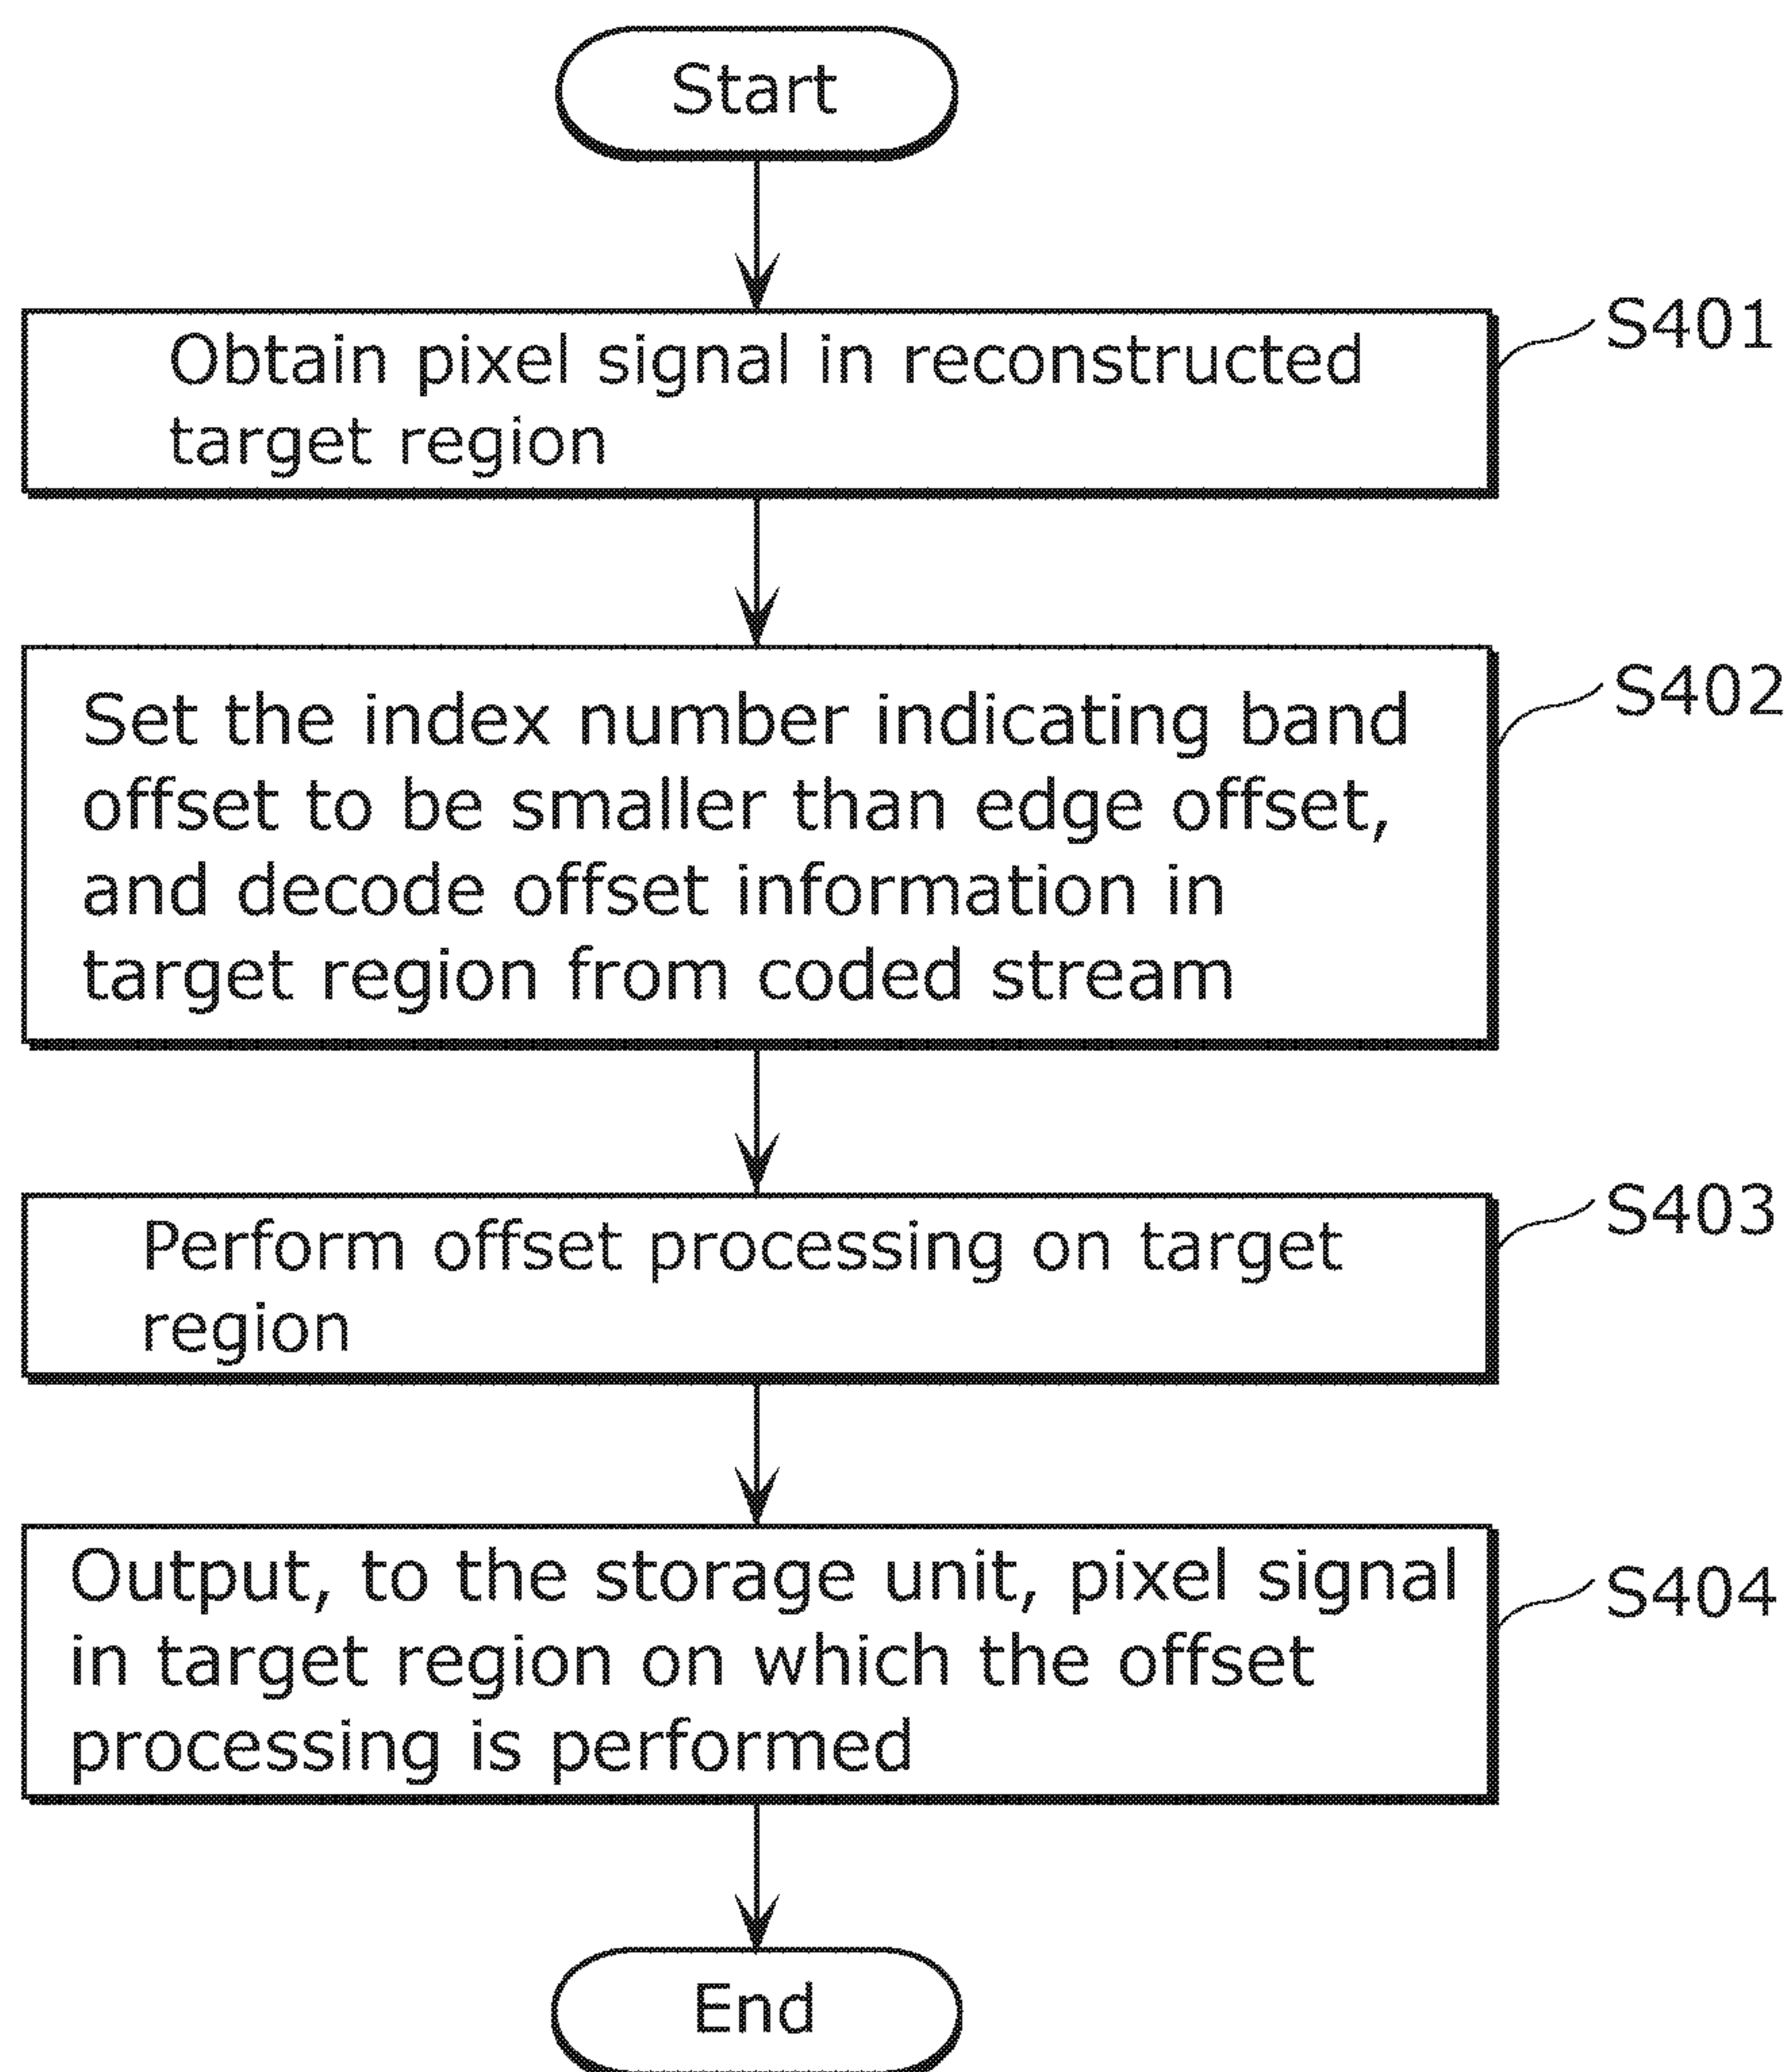 Start
S401
Obtain pixel signal in reconstructed
target region
S402
Set the index number indicating band
offset to be smaller than edge offset,
and decode offset information in
target region from coded stream
S403
Perform offset processing on target
region
S404
Output, to the storage unit, pixel signal
in target region on which the offset
processing is performed
End